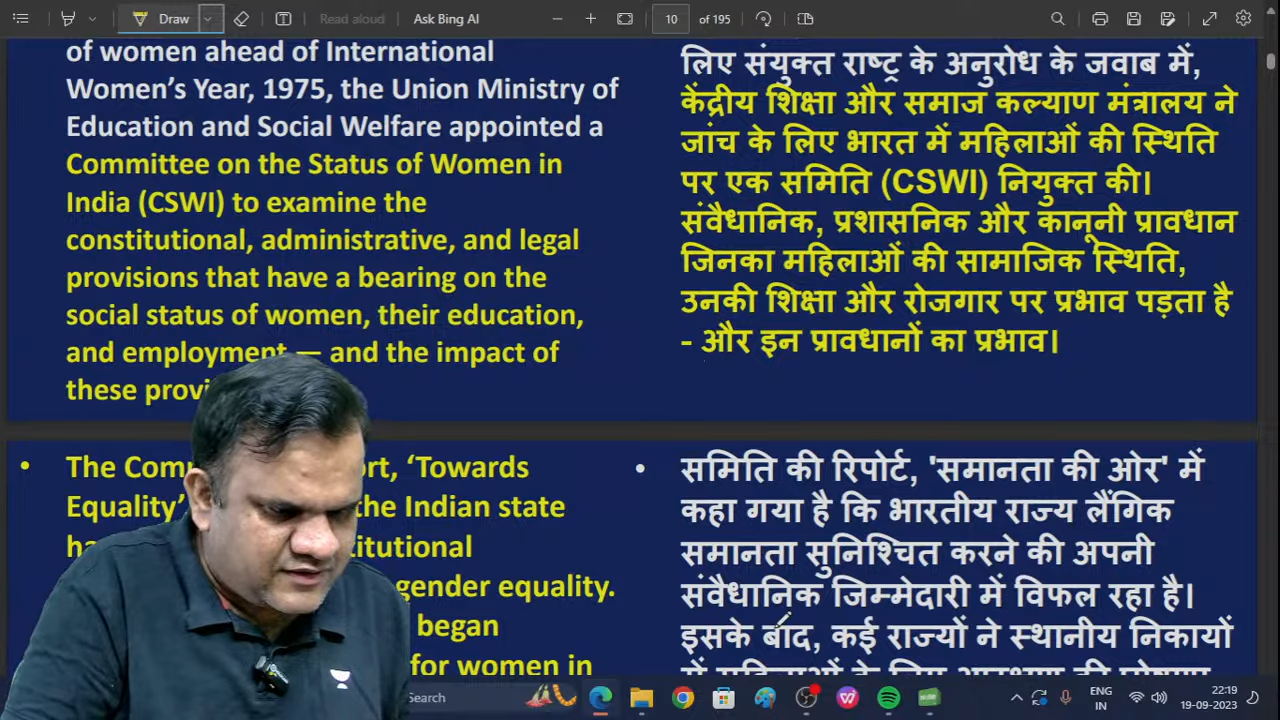 Draw
Read aloud
Ask Bing AI
10 of 195
of women ahead of International
Women's Year, 1975, the Union Ministry of
Education and Social Welfare appointed a
Committee on the Status of Women in
India (CSWI) to examine the
constitutional, administrative, and legal
provisions that have a bearing on the
social status of women, their education,
and employment — and the impact of
these
लिए संयुक्त राष्ट्र के अनुरोध के जवाब में,
केंद्रीय शिक्षा और समाज कल्याण मंत्रालय ने
जांच के लिए भारत में महिलाओं की स्थिति
पर एक समिति (CSWI) नियुक्त की।
संवैधानिक, प्रशासनिक और कानूनी प्रावधान
जिनका महिलाओं की सामाजिक स्थिति,
उनकी शिक्षा और रोजगार पर प्रभाव पड़ता है
- और इन प्रावधानों का प्रभाव।
• The 'Towards
Equality' the Indian state
gender equality.
began
for women in
• समिति की रिपोर्ट, 'समानता की ओर' में
कहा गया है कि भारतीय राज्य लैंगिक
समानता सुनिश्चित करने की अपनी
संवैधानिक जिम्मेदारी में विफल रहा है।
इसके बाद, कई राज्यों ने स्थानीय निकायों
Search
ENG
IN
22:19
19-09-2023